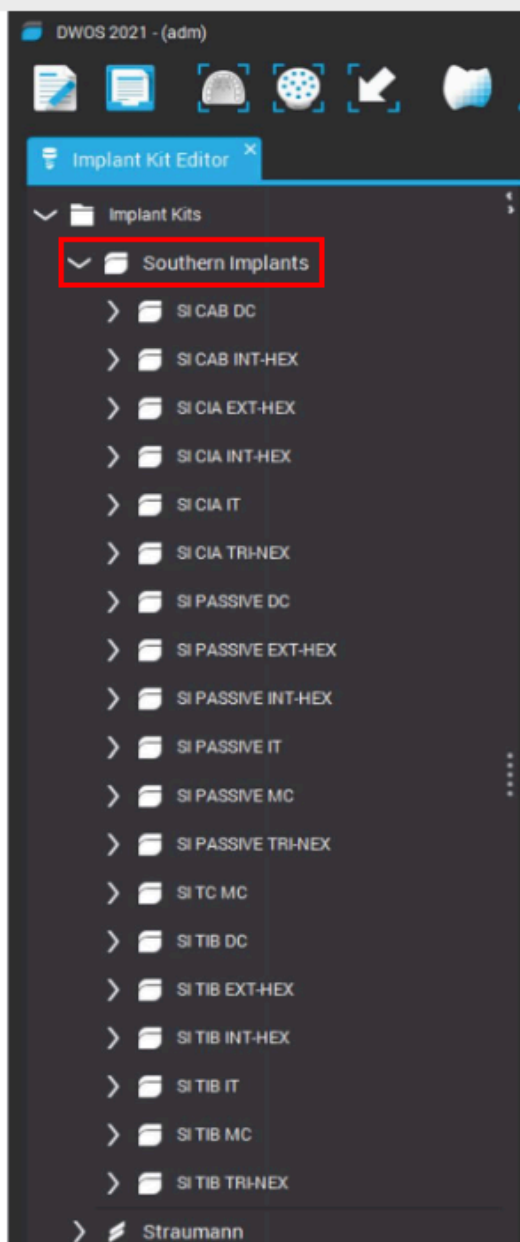 DWOS 2021 - (adm)
Implant Kit Editor ×
Implant Kits
Southern Implants
SI CAB DC
SI CAB INT-HEX
SI CIA EXT-HEX
SI CIA INT-HEX
SI CIA IT
SI CIA TRI-NEX
SI PASSIVE DC
SI PASSIVE EXT-HEX
SI PASSIVE INT-HEX
SI PASSIVE IT
SI PASSIVE MC
SI PASSIVE TRI-NEX
SI TC MC
SI TIB DC
SI TIB EXT-HEX
SI TIB INT-HEX
SI TIB IT
SI TIB MC
SI TIB TRI-NEX
Straumann